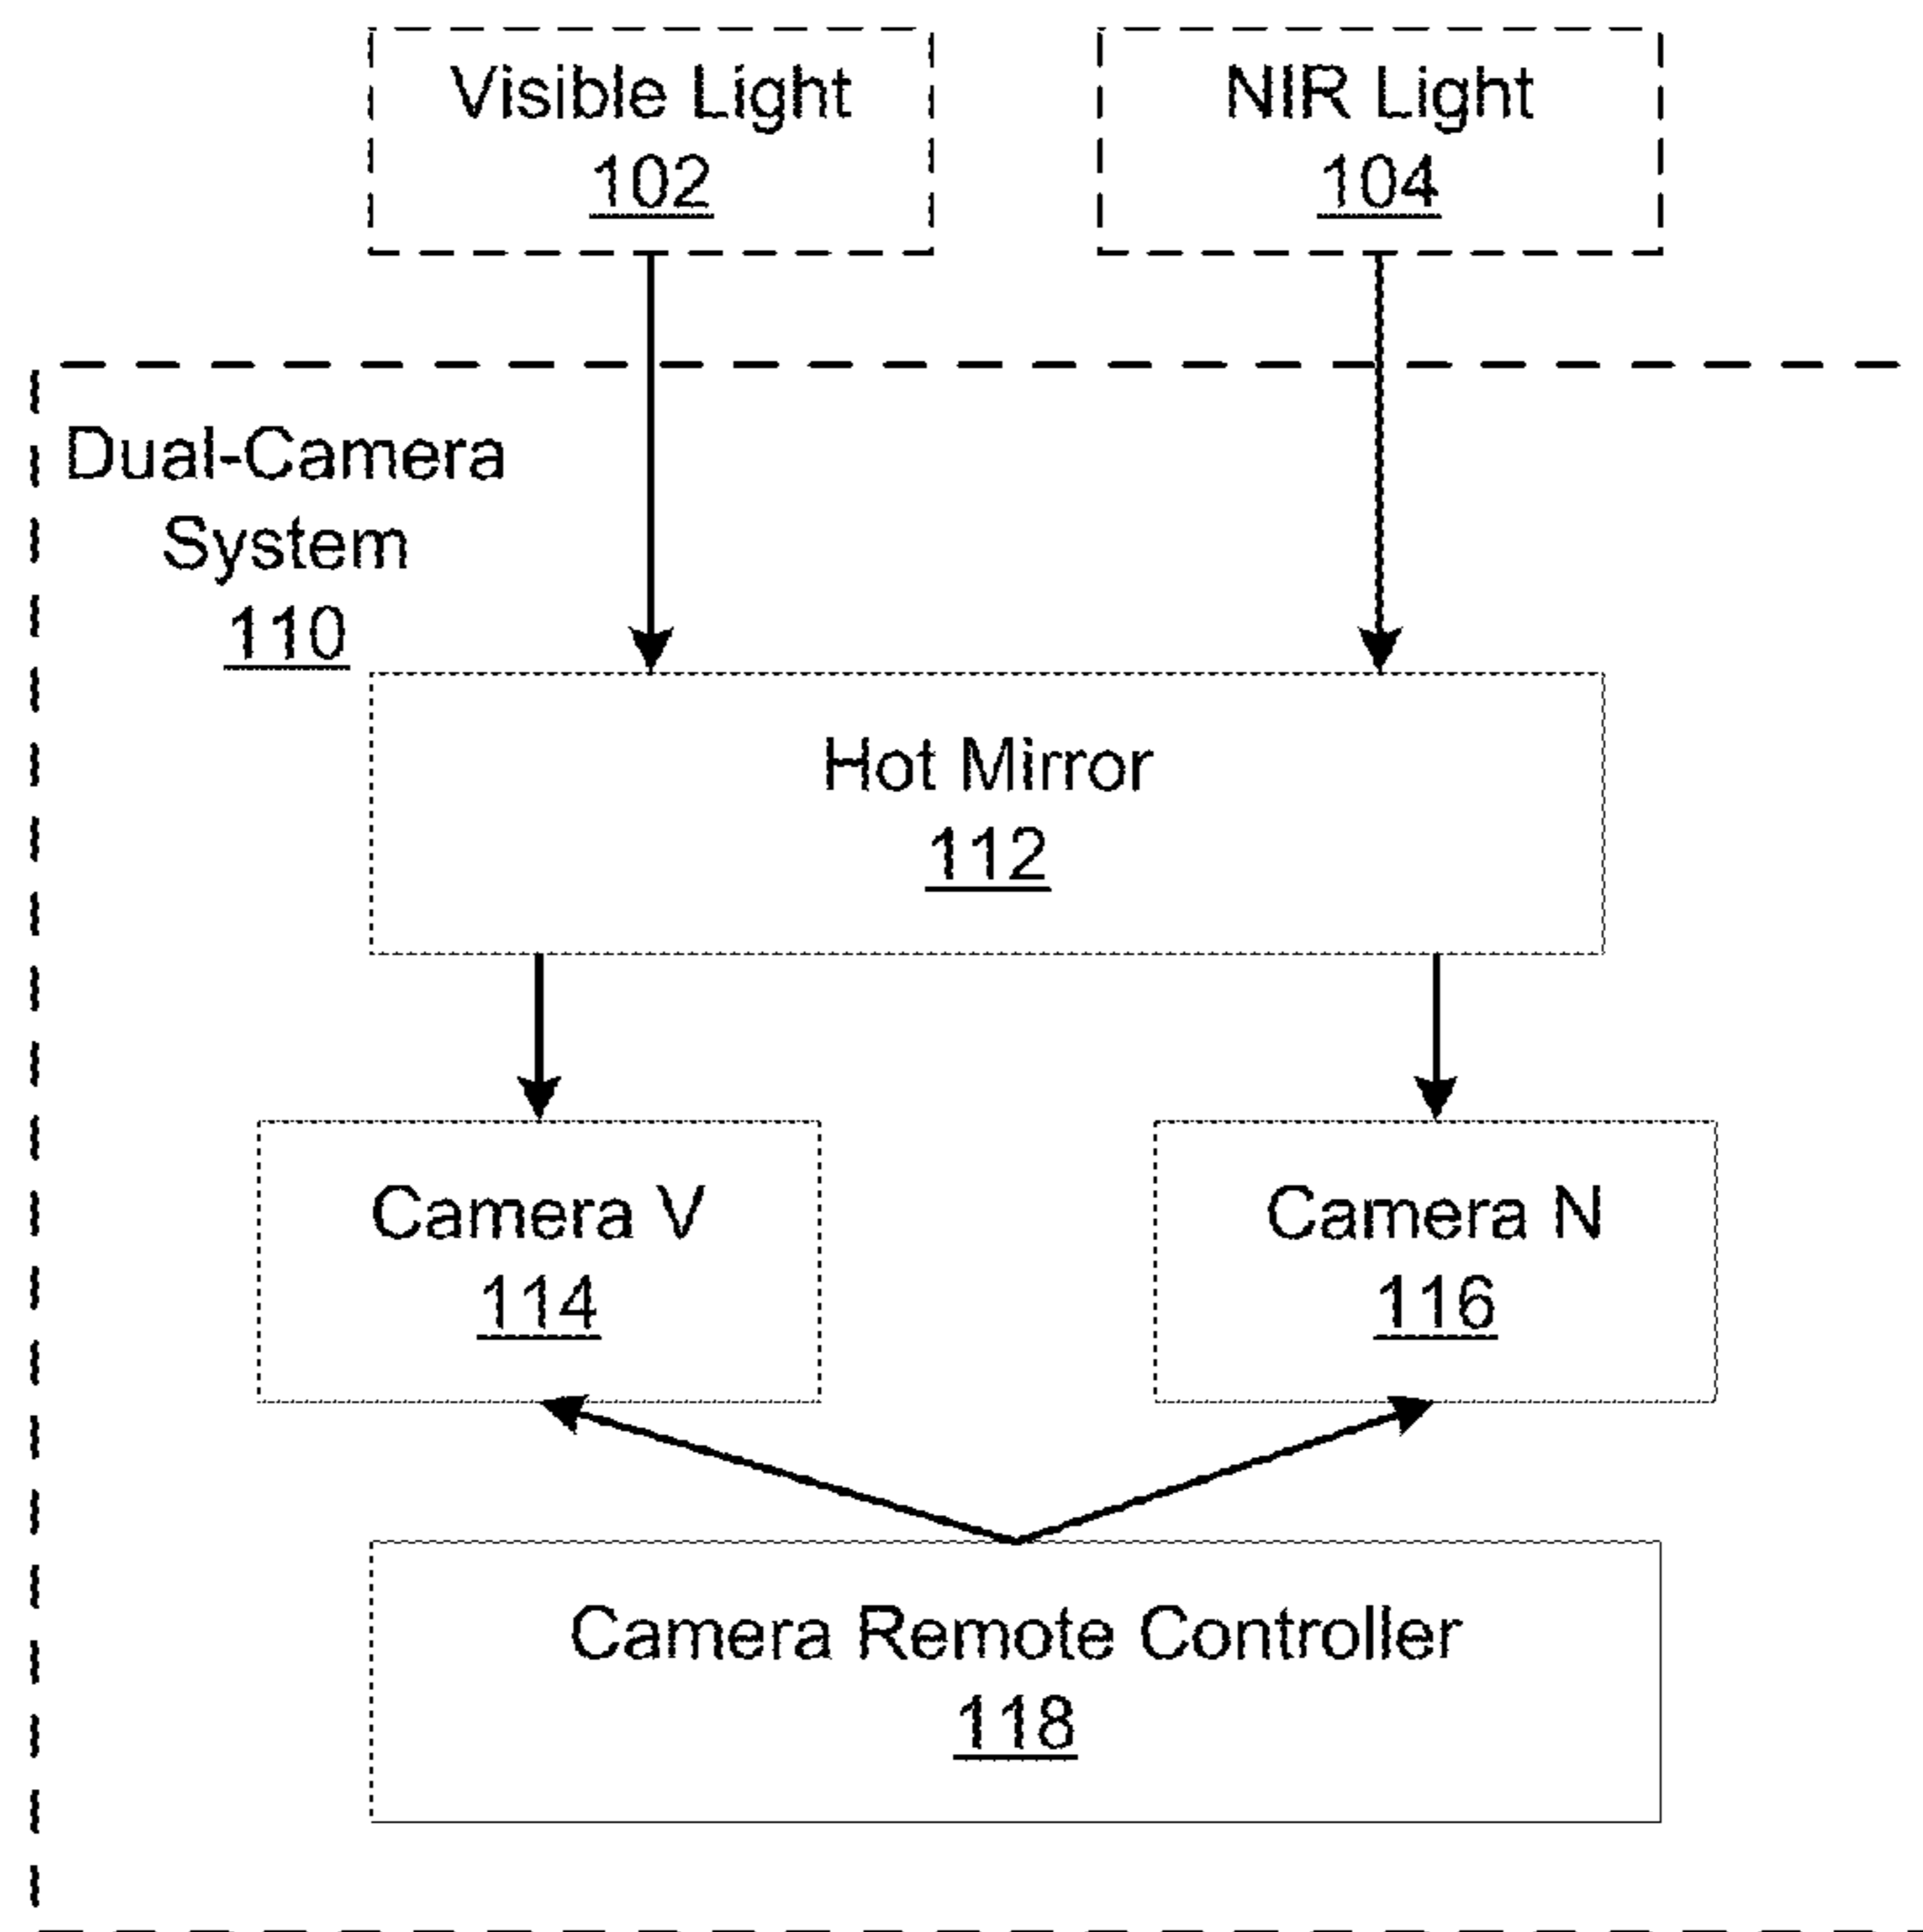 Visible Light
102
NIR Light
104
Dual-Camera
System
110
Hot Mirror
112
Camera V
114
Camera N
116
Camera Remote Controller
118